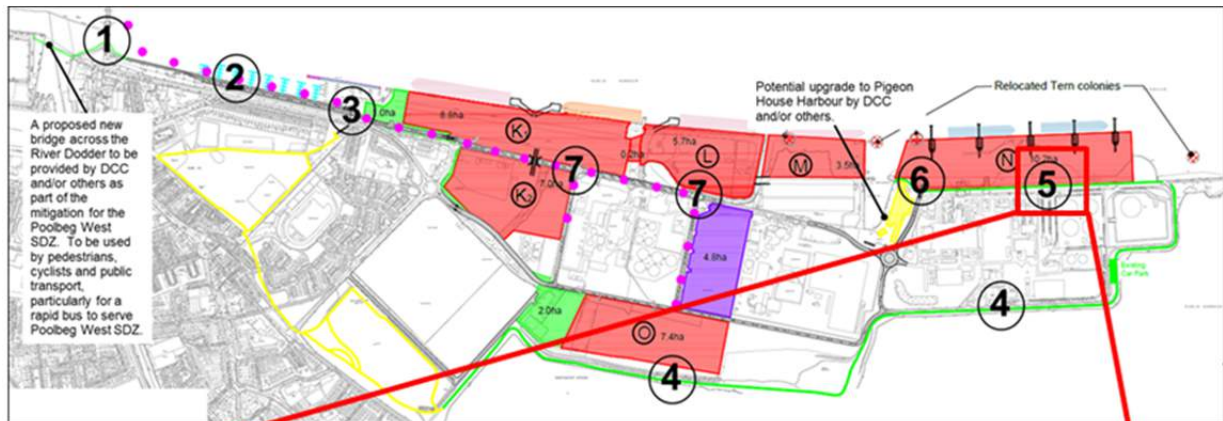 1
2
3
A proposed new
bridge across the
River Dodder to be
provided by DCC
and/or others as
part of the
mitigation for the
Poolbeg West
SDZ. To be used
by pedestrians,
cyclists and public
transport,
particularly for a
rapid bus to serve
Poolbeg West SDZ.
K1
K2
7.0ha
7
5.7ha
L
7
M
3.5ha
Potential upgrade to Pigeon
House Harbour by DCC
and/or others.
Relocated Tern colonies
6
N
5
4.8ha
2.0ha
O
7.4ha
4
4
Existing
Car Park